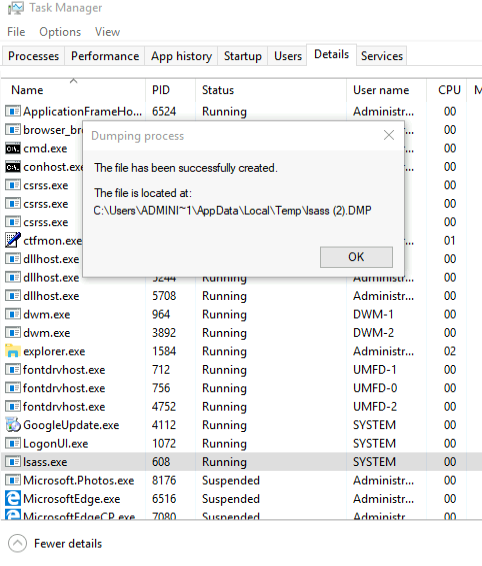 Task Manager
File Options View
Processes Performance App history Startup Users Details Services
Name PID Status User name CPU M
ApplicationFrameHo... 6524 Running Administr... 00
browser_br
Dumping process
cmd.exe
The file has been successfully created.
conhost.exe
csrss.exe
The file is located at:
csrss.exe
C:\Users\ADMINI~1\AppData\Local\Temp\lsass (2).DMP
csrss.exe
ctfmon.exe 01
OK
dllhost.exe 00
dllhost.exe 5244 Running Administr... 00
dllhost.exe 5708 Running Administr... 00
dwm.exe 964 Running DWM-1 00
dwm.exe 3892 Running DWM-2 00
explorer.exe 1584 Running Administr... 02
fontdrvhost.exe 712 Running UMFD-1 00
fontdrvhost.exe 756 Running UMFD-0 00
fontdrvhost.exe 4752 Running UMFD-2 00
GoogleUpdate.exe 4112 Running SYSTEM 00
LogonUI.exe 1072 Running SYSTEM 00
lsass.exe 608 Running SYSTEM 00
Microsoft.Photos.exe 8176 Suspended Administr... 00
MicrosoftEdge.exe 6516 Suspended Administr... 00
MicrosoftEdgeCP.exe 7080 Suspended Administr... 00
Fewer details